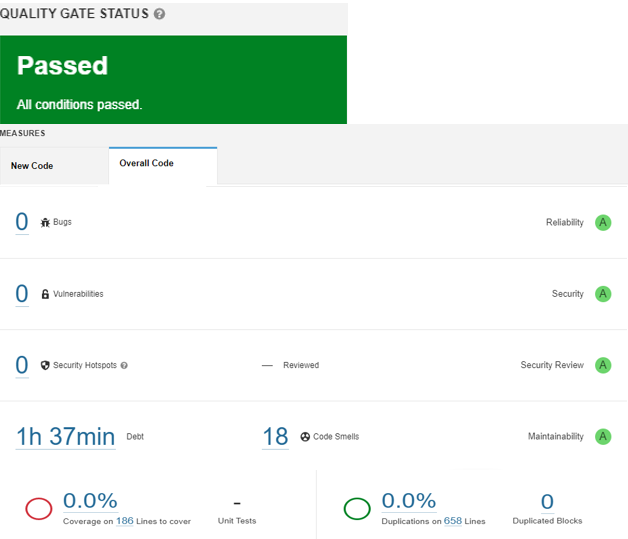 QUALITY GATE STATUS ?
Passed
All conditions passed.
MEASURES
New Code
Overall Code
0 Bugs Reliability A
0 Vulnerabilities Security A
0 Security Hotspots ? — Reviewed Security Review A
1h 37min Debt 18 Code Smells Maintainability A
0.0% - 0.0% 0
Coverage on 186 Lines to cover Unit Tests Duplications on 658 Lines Duplicated Blocks